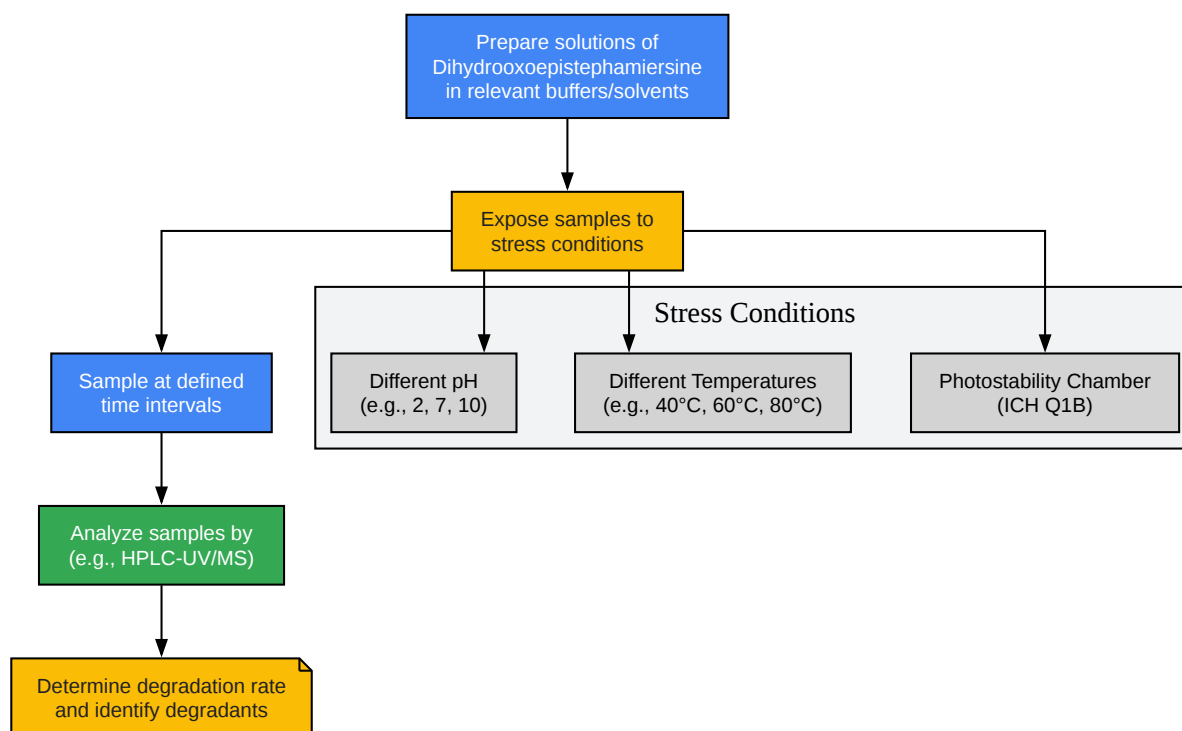 Prepare solutions of
Dihydrooxoepistephamiersine
in relevant buffers/solvents
Expose samples to
stress conditions
Stress Conditions
Sample at defined
time intervals
Different pH
(e.g., 2, 7, 10)
Different Temperatures
(e.g., 40°C, 60°C, 80°C)
Photostability Chamber
(ICH Q1B)
Analyze samples by
(e.g., HPLC-UV/MS)
Determine degradation rate
and identify degradants